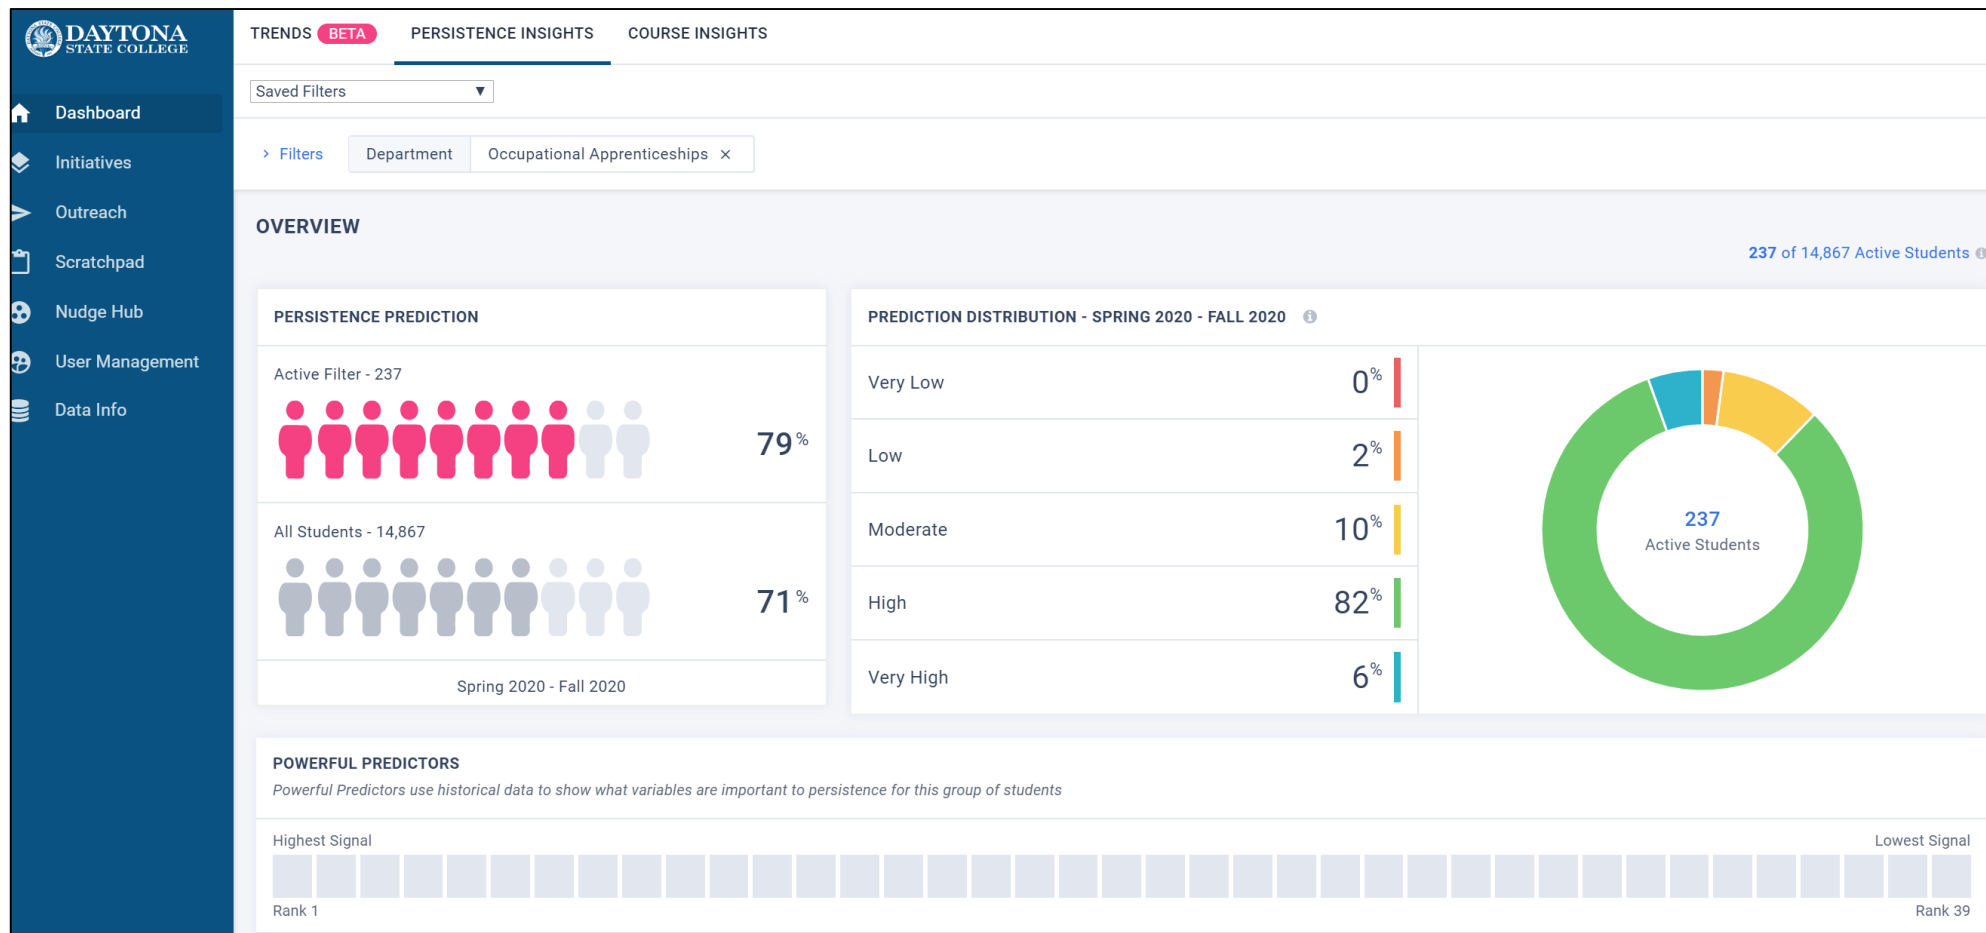 DAYTONA
STATE COLLEGE
Dashboard
Initiatives
Outreach
Scratchpad
Nudge Hub
User Management
Data Info
TRENDS BETA PERSISTENCE INSIGHTS COURSE INSIGHTS
Saved Filters ▼
> Filters Department Occupational Apprenticeships ×
OVERVIEW
237 of 14,867 Active Students
PERSISTENCE PREDICTION
Active Filter - 237
79%
All Students - 14,867
71%
Spring 2020 - Fall 2020
PREDICTION DISTRIBUTION - SPRING 2020 - FALL 2020
Very Low 0%
Low 2%
Moderate 10%
High 82%
Very High 6%
237
Active Students
POWERFUL PREDICTORS
Powerful Predictors use historical data to show what variables are important to persistence for this group of students
Highest Signal Lowest Signal
Rank 1 Rank 39